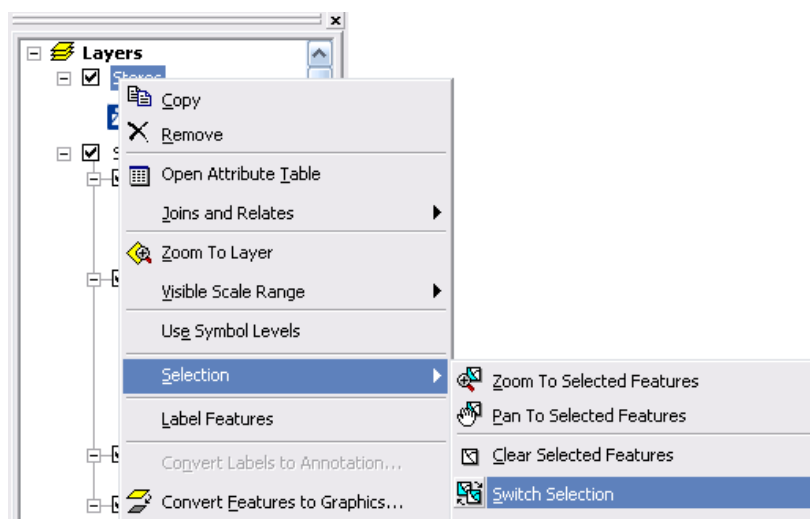 Layers
Stores
Copy
Remove
Open Attribute Table
Joins and Relates
Zoom To Layer
Visible Scale Range
Use Symbol Levels
Selection
Zoom To Selected Features
Pan To Selected Features
Label Features
Clear Selected Features
Convert Labels to Annotation...
Switch Selection
Convert Features to Graphics...